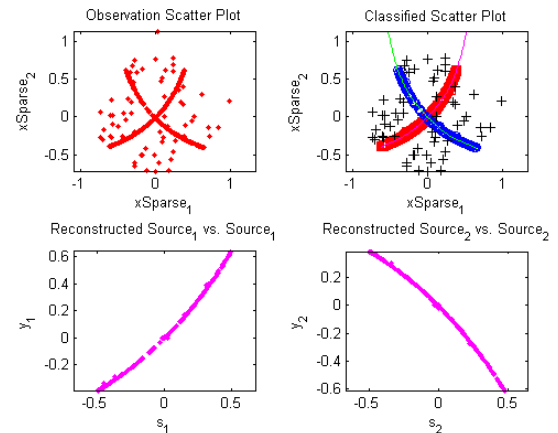 Observation Scatter Plot
1
0.5
0
-0.5
-1
0
1
xSparse2
xSparse1
Classified Scatter Plot
1
0.5
0
-0.5
-1
0
1
xSparse2
xSparse1
Reconstructed Source1 vs. Source1
0.6
0.4
0.2
0
-0.2
-0.5
0
0.5
y1
s1
Reconstructed Source2 vs. Source2
0.2
0
-0.2
-0.4
-0.6
-0.5
0
0.5
y2
s2